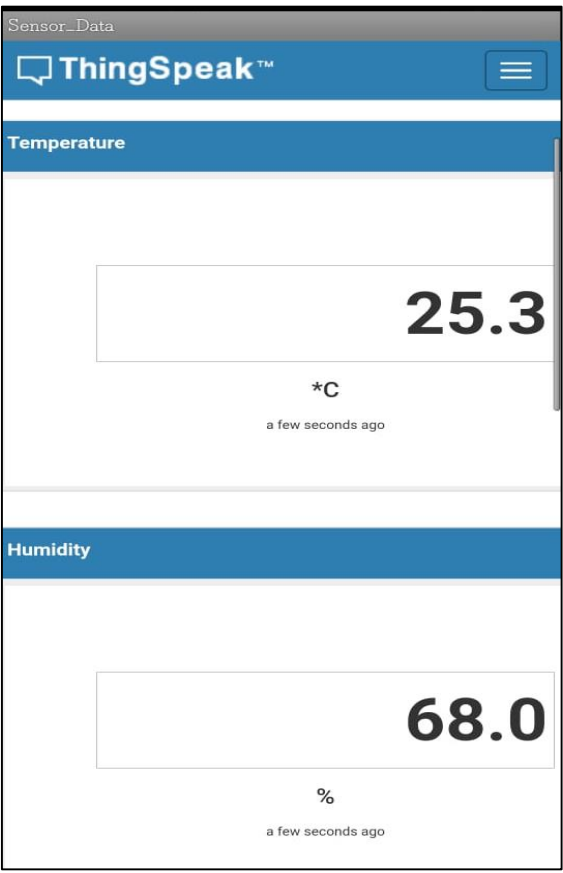 Sensor_Data
ThingSpeak™
Temperature
25.3
*C
a few seconds ago
Humidity
68.0
%
a few seconds ago